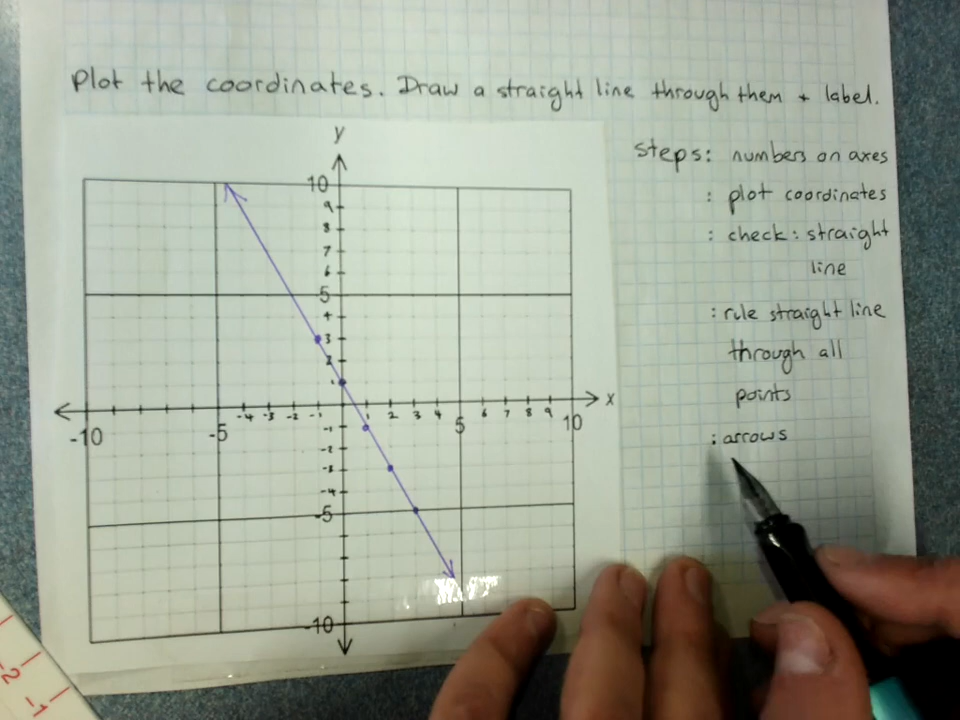 Plot the coordinates. Draw a straight line through them + label.
steps: numbers on axes
: plot coordinates
: check: straight
line
: rule straight line
through all
points
: arrows
y
10
9
8
7
6
5
4
3
2
1
-10 -5 -4 -3 -2 -1 1 2 3 4 5 6 7 8 9 10 x
-1
-2
-3
-4
-5
-10
-2 -1